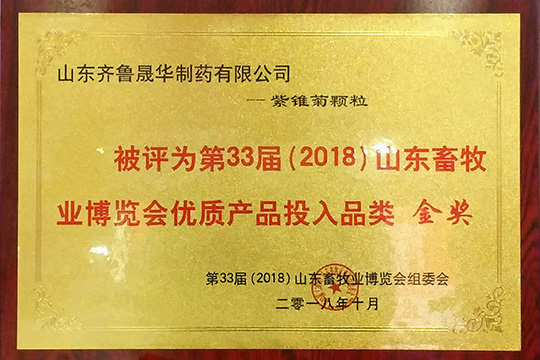 山东齐鲁晟华制药有限公司
--紫锥菊颗粒
被评为第33届(2018)山东畜牧
业博览会优质产品投入品类 金奖
第33届(2018)山东畜牧业博览会组委会
二零一八年十月